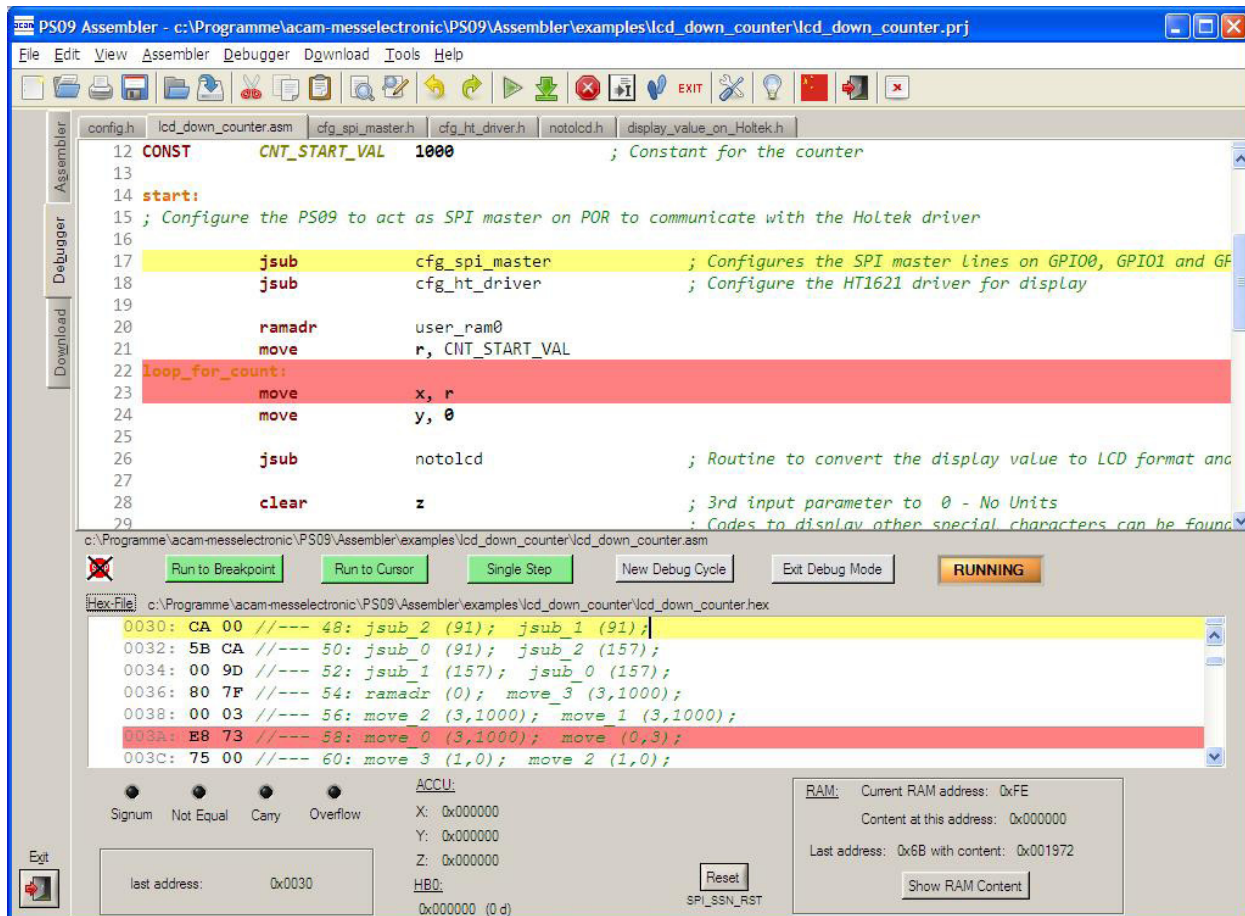 acam PS09 Assembler - c:\Programme\acam-messelectronic\PS09\Assembler\examples\lcd_down_counter\lcd_down_counter.prj
File Edit View Assembler Debugger Download Tools Help
EXIT
Assembler
Debugger
Download
config.h lcd_down_counter.asm cfg_spi_master.h cfg_ht_driver.h notolcd.h display_value_on_Holtek.h
12 CONST CNT_START_VAL 1000 ; Constant for the counter
13
14 start:
15 ; Configure the PS09 to act as SPI master on POR to communicate with the Holtek driver
16
17 jsub cfg_spi_master ; Configures the SPI master lines on GPIO0, GPIO1 and GP
18 jsub cfg_ht_driver ; Configure the HT1621 driver for display
19
20 ramadr user_ram0
21 move r, CNT_START_VAL
22 loop_for_count:
23 move x, r
24 move y, 0
25
26 jsub notolcd ; Routine to convert the display value to LCD format and
27
28 clear z ; 3rd input parameter to 0 - No Units
29 ; Codes to display other special characters can be found
c:\Programme\acam-messelectronic\PS09\Assembler\examples\lcd_down_counter\lcd_down_counter.asm
Run to Breakpoint Run to Cursor Single Step New Debug Cycle Exit Debug Mode RUNNING
Hex-File c:\Programme\acam-messelectronic\PS09\Assembler\examples\lcd_down_counter\lcd_down_counter.hex
0030: CA 00 //--- 48: jsub_2 (91); jsub_1 (91);
0032: 5B CA //--- 50: jsub_0 (91); jsub_2 (157);
0034: 00 9D //--- 52: jsub_1 (157); jsub_0 (157);
0036: 80 7F //--- 54: ramadr (0); move_3 (3,1000);
0038: 00 03 //--- 56: move_2 (3,1000); move_1 (3,1000);
003A: E8 73 //--- 58: move_0 (3,1000); move (0,3);
003C: 75 00 //--- 60: move_3 (1,0); move_2 (1,0);
Signum Not Equal Carry Overflow
last address: 0x0030
ACCU:
X: 0x000000
Y: 0x000000
Z: 0x000000
HB0:
0x000000 (0 d)
Reset
SPI_SSN_RST
RAM: Current RAM address: 0xFE
Content at this address: 0x000000
Last address: 0x6B with content: 0x001972
Show RAM Content
Exit